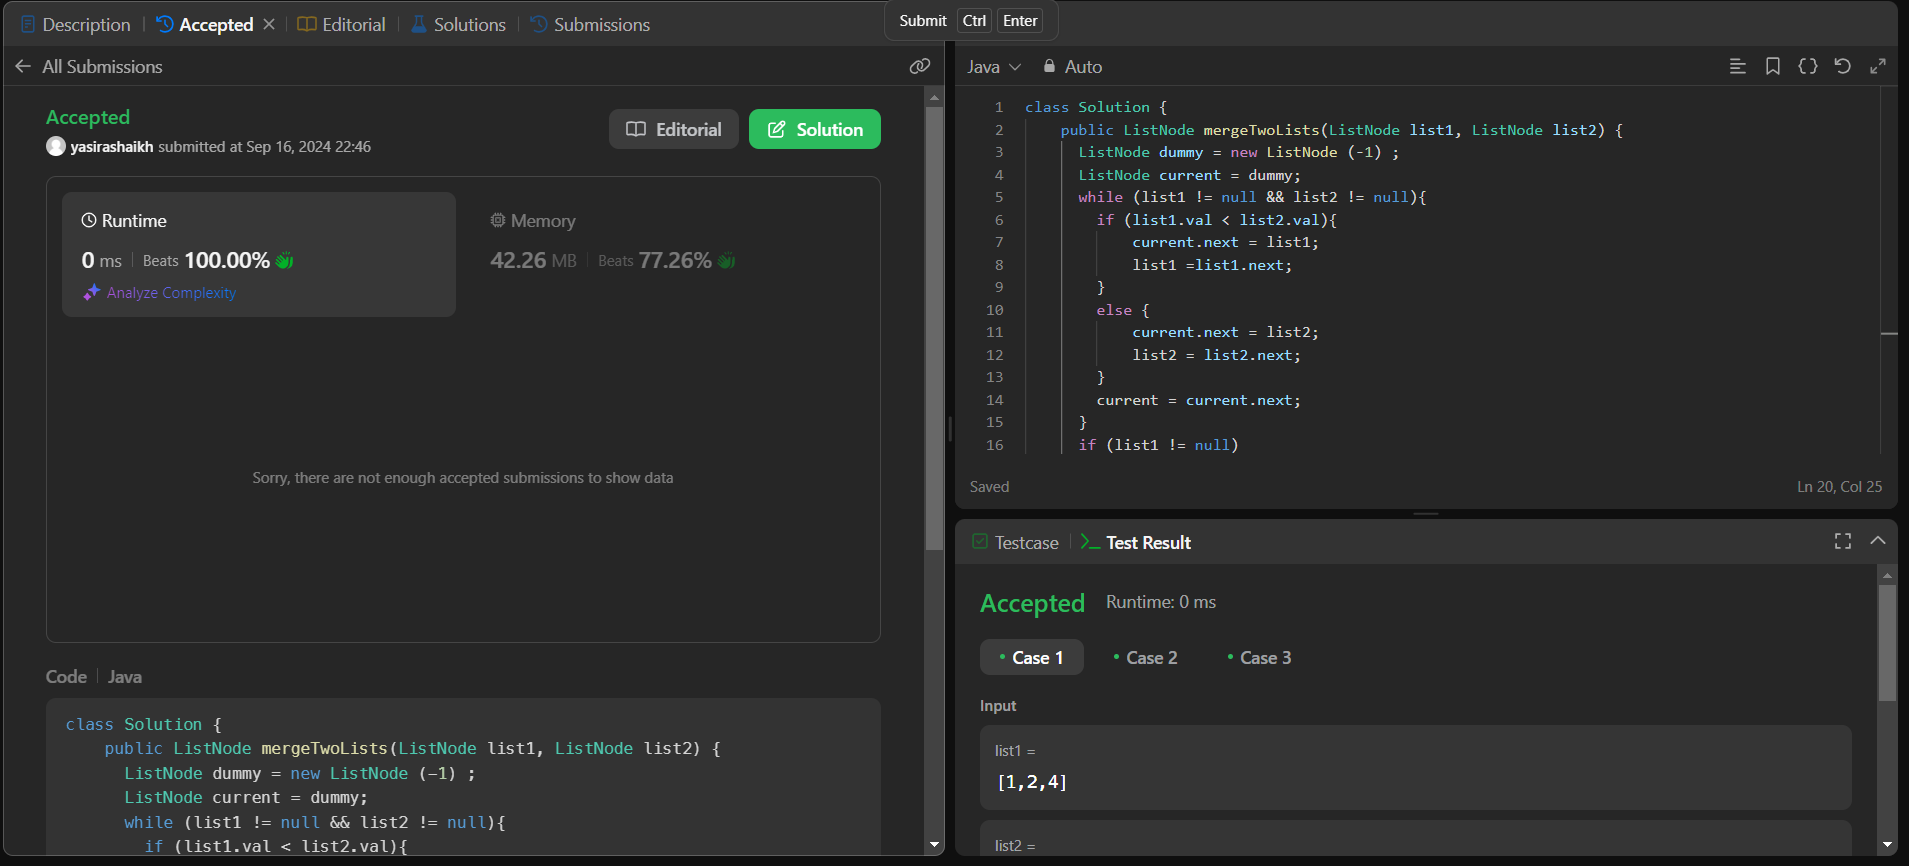 Description
Accepted
Editorial
Solutions
Submissions
Submit Ctrl Enter
All Submissions
Accepted
yasirashaikh submitted at Sep 16, 2024 22:46
Editorial
Solution
Runtime
0 ms Beats 100.00%
Analyze Complexity
Memory
42.26 MB Beats 77.26%
Sorry, there are not enough accepted submissions to show data
Code Java
class Solution {
public ListNode mergeTwoLists(ListNode list1, ListNode list2) {
ListNode dummy = new ListNode (-1) ;
ListNode current = dummy;
while (list1 != null && list2 != null){
if (list1.val < list2.val){
Java Auto
1 class Solution {
2 public ListNode mergeTwoLists(ListNode list1, ListNode list2) {
3 ListNode dummy = new ListNode (-1) ;
4 ListNode current = dummy;
5 while (list1 != null && list2 != null){
6 if (list1.val < list2.val){
7 current.next = list1;
8 list1 =list1.next;
9 }
10 else {
11 current.next = list2;
12 list2 = list2.next;
13 }
14 current = current.next;
15 }
16 if (list1 != null)
Saved
Ln 20, Col 25
Testcase
Test Result
Accepted Runtime: 0 ms
Case 1
Case 2
Case 3
Input
list1 =
[1,2,4]
list2 =